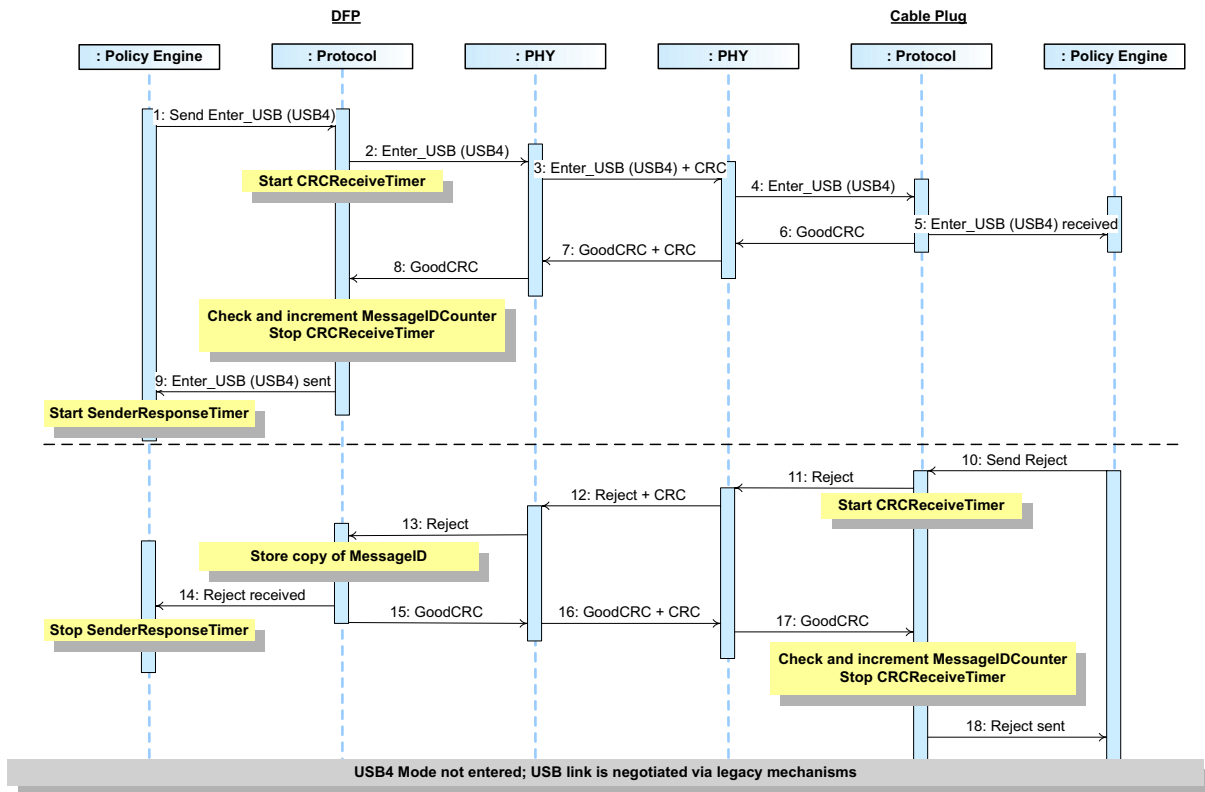 DFP
Cable Plug
: Policy Engine
: Protocol
: PHY
: PHY
: Protocol
: Policy Engine
1: Send Enter_USB (USB4)
2: Enter_USB (USB4)
Start CRCReceiveTimer
3: Enter_USB (USB4) + CRC
4: Enter_USB (USB4)
5: Enter_USB (USB4) received
6: GoodCRC
7: GoodCRC + CRC
8: GoodCRC
Check and increment MessageIDCounter
Stop CRCReceiveTimer
9: Enter_USB (USB4) sent
Start SenderResponseTimer
10: Send Reject
11: Reject
Start CRCReceiveTimer
12: Reject + CRC
13: Reject
Store copy of MessageID
14: Reject received
Stop SenderResponseTimer
15: GoodCRC
16: GoodCRC + CRC
17: GoodCRC
Check and increment MessageIDCounter
Stop CRCReceiveTimer
18: Reject sent
USB4 Mode not entered; USB link is negotiated via legacy mechanisms